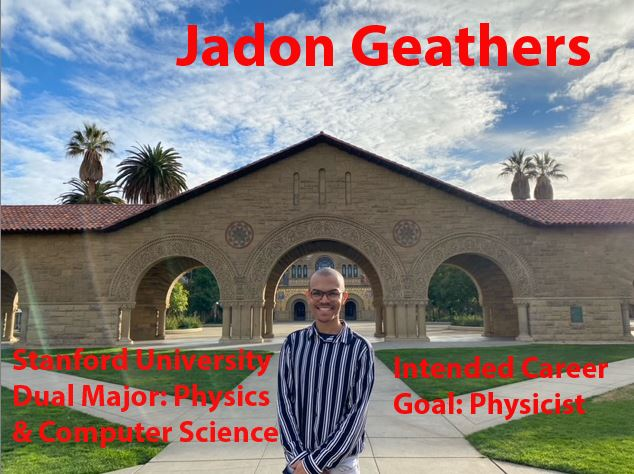 Jadon Geathers
Stanford University
Dual Major: Physics
& Computer Science
Intended Career
Goal: Physicist